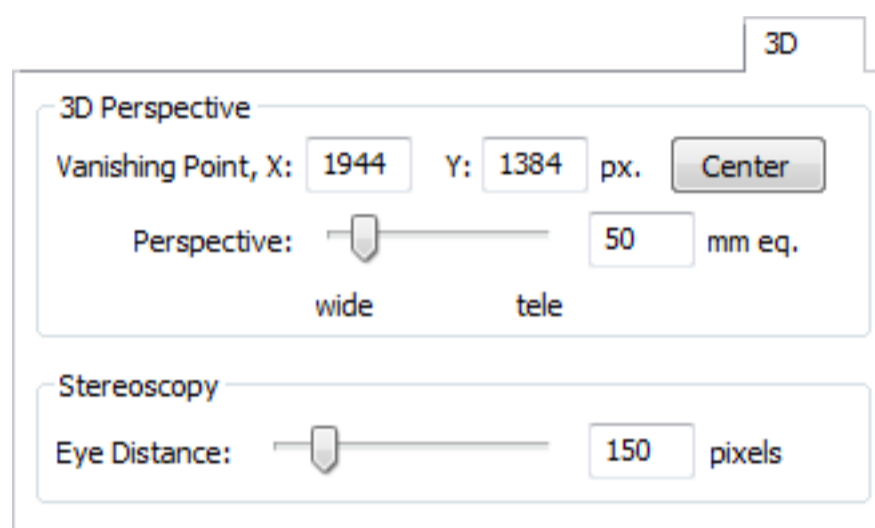 3D
3D Perspective
Vanishing Point, X: 1944 Y: 1384 px. Center
Perspective: 50 mm eq.
wide tele
Stereoscopy
Eye Distance: 150 pixels